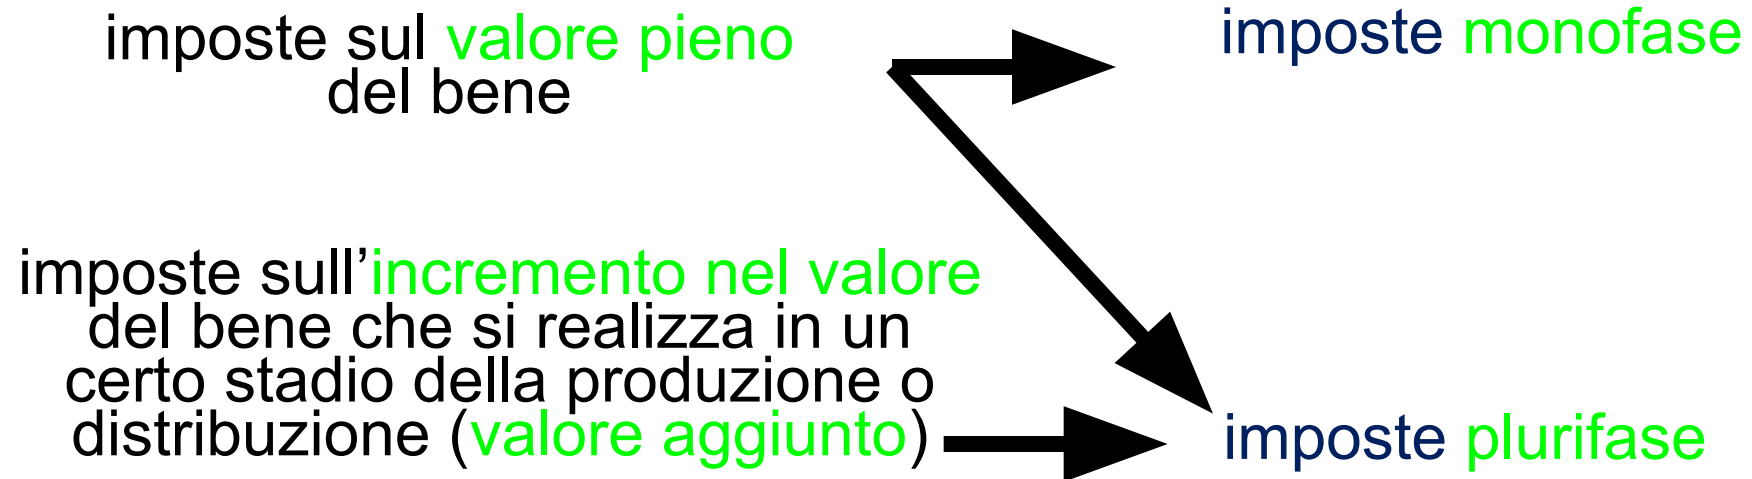 imposte sul valore pieno
del bene
imposte monofase
imposte sull’incremento nel valore
del bene che si realizza in un
certo stadio della produzione o
distribuzione (valore aggiunto)
imposte plurifase